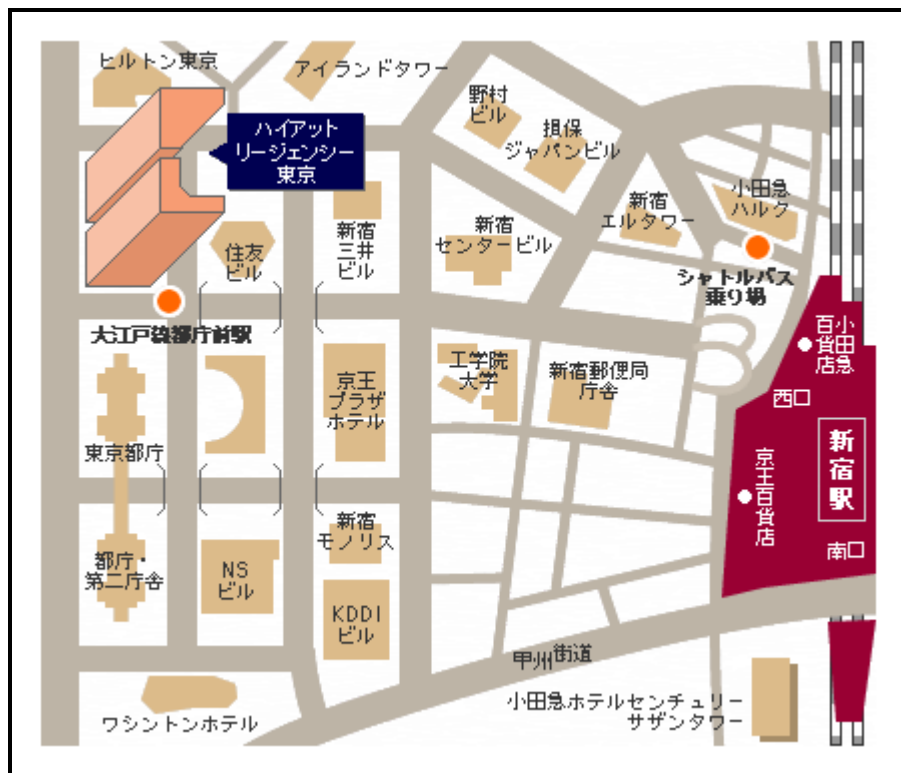 ヒルトン東京
アイランドタワー
野村
ビル
損保
ジャパンビル
ハイアット
リージェンシー
東京
小田急
ハルク
新宿
エルタワー
新宿
三井
ビル
新宿
センタービル
住友
ビル
シャトルバス
乗り場
大江戸線都庁前駅
小田急
百貨店
工学院
大学
新宿郵便局
庁舎
京王
プラザ
ホテル
西口
東京都庁
新宿駅
京王百貨店
新宿
モノリス
南口
都庁・
第二庁舎
NS
ビル
KDDI
ビル
甲州街道
小田急ホテルセンチュリー
サザンタワー
ワシントンホテル